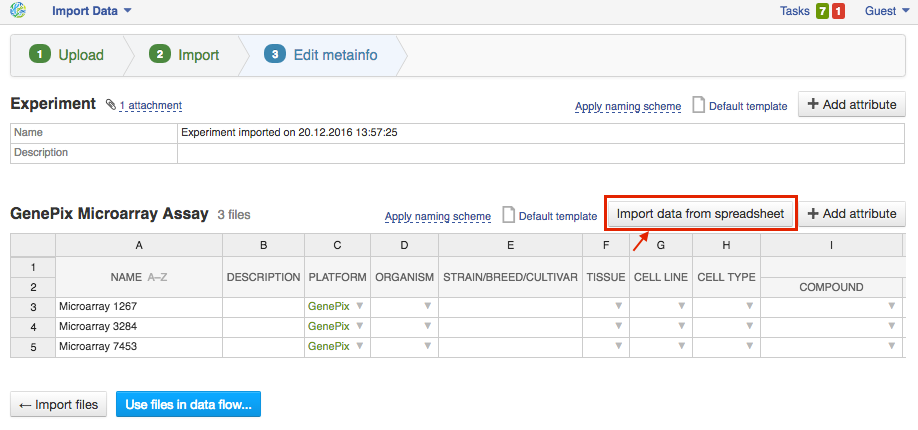 Import Data
Tasks 7 1 Guest
1 Upload 2 Import 3 Edit metainfo
Experiment 1 attachment Apply naming scheme Default template + Add attribute
Name Experiment imported on 20.12.2016 13:57:25
Description
GenePix Microarray Assay 3 files Apply naming scheme Default template Import data from spreadsheet + Add attribute
A B C D E F G H I
1
NAME A–Z DESCRIPTION PLATFORM ORGANISM STRAIN/BREED/CULTIVAR TISSUE CELL LINE CELL TYPE
2 COMPOUND
3 Microarray 1267 GenePix
4 Microarray 3284 GenePix
5 Microarray 7453 GenePix
← Import files Use files in data flow...